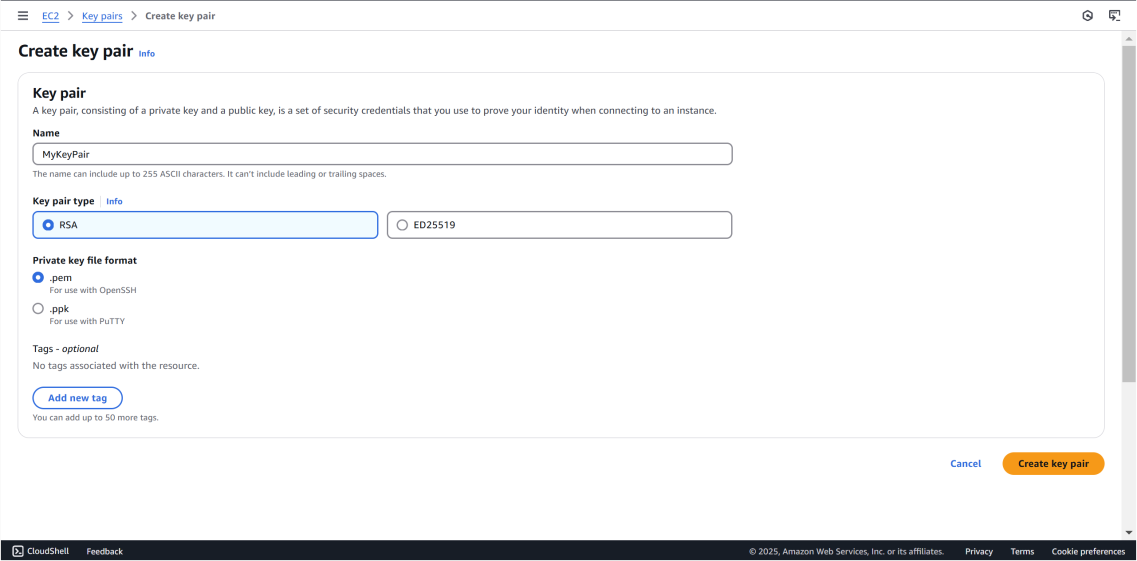 EC2 > Key pairs > Create key pair
Create key pair Info
Key pair
A key pair, consisting of a private key and a public key, is a set of security credentials that you use to prove your identity when connecting to an instance.
Name
MyKeyPair
The name can include up to 255 ASCII characters. It can't include leading or trailing spaces.
Key pair type Info
RSA ED25519
Private key file format
.pem
For use with OpenSSH
.ppk
For use with PuTTY
Tags - optional
No tags associated with the resource.
Add new tag
You can add up to 50 more tags.
Cancel Create key pair
CloudShell Feedback © 2025, Amazon Web Services, Inc. or its affiliates. Privacy Terms Cookie preferences